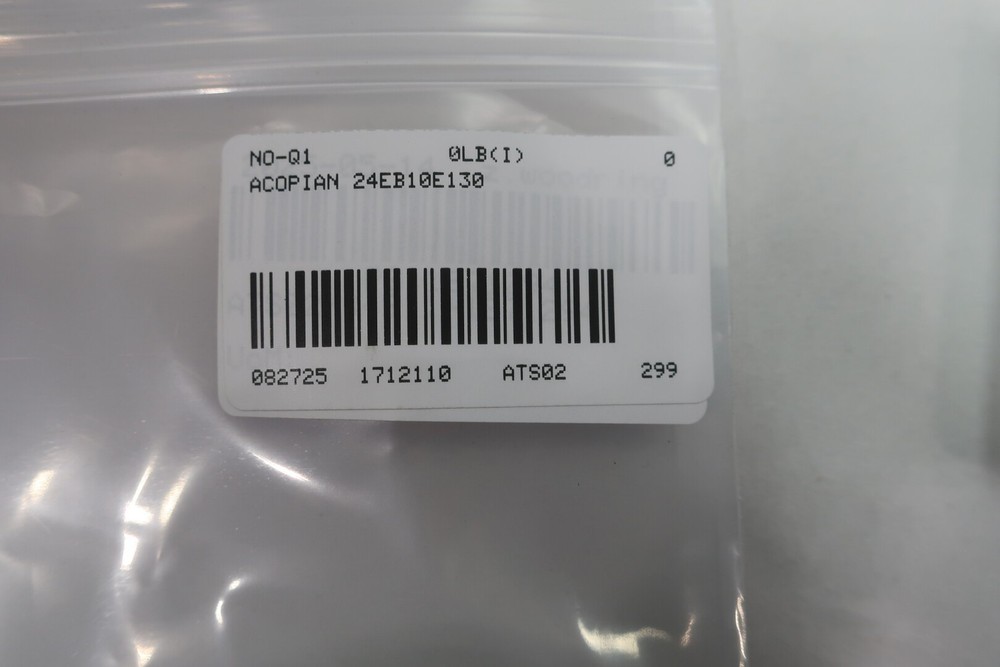 NO-Q1 0LB(I) 0
ACOPIAN 24EB10E130
082725 1712110 ATS02 299